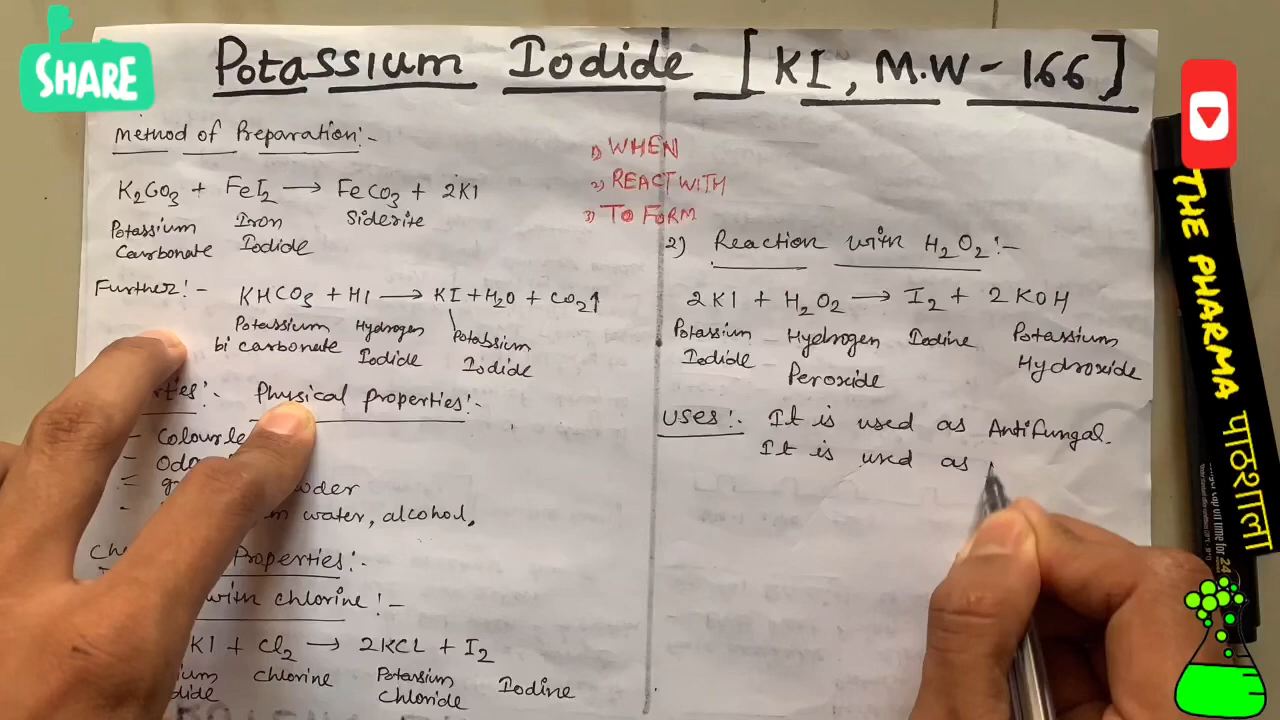 SHARE
Potassium Iodide [KI, M.W - 166]
Method of Preparation:-
K2CO3 + FeI2 → FeCO3 + 2KI
Potassium Iron Siderite
Carbonate Iodide
Further:- KHCO3 + HI → KI + H2O + CO2↑
Potassium Hydrogen Potassium
bi carbonate Iodide Iodide
Physical properties:-
- Colourle
-
-
- water, alcohol,
Properties:-
with chlorine:-
KI + Cl2 → 2KCL + I2
chlorine Potassium Iodine
Chloride
1) WHEN
2) REACT WITH
3) TO FORM
2) Reaction with H2O2:-
2KI + H2O2 → I2 + 2KOH
Potassium Hydrogen Iodine Potassium
Iodide Peroxide Hydroxide
Uses:- It is used as Antifungal.
It is used as
THE PHARMA पाठशाला